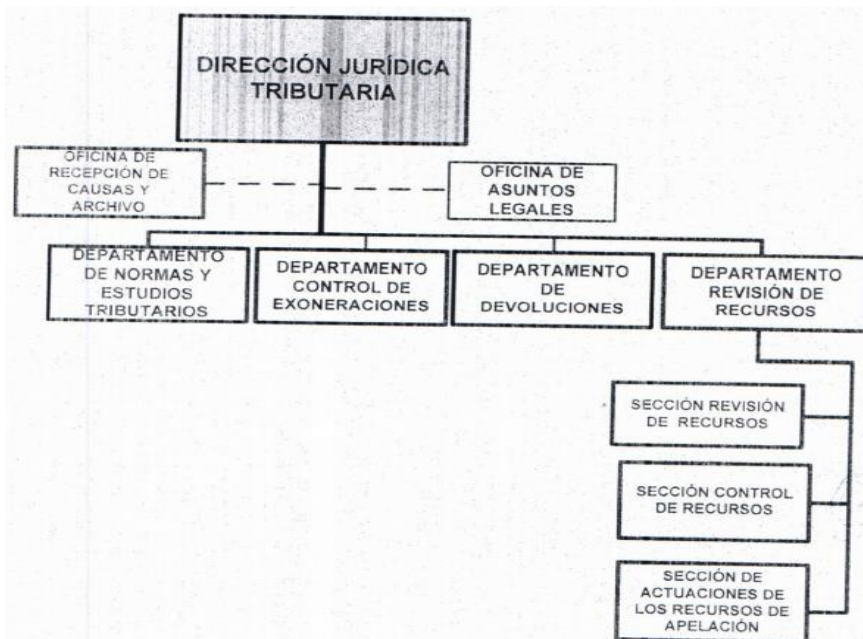 DIRECCIÓN JURÍDICA
TRIBUTARIA
OFICINA DE
RECEPCIÓN DE
CAUSAS Y
ARCHIVO
OFICINA DE
ASUNTOS
LEGALES
DEPARTAMENTO
DE NORMAS Y
ESTUDIOS
TRIBUTARIOS
DEPARTAMENTO
CONTROL DE
EXONERACIONES
DEPARTAMENTO
DE
DEVOLUCIONES
DEPARTAMENTO
REVISIÓN DE
RECURSOS
SECCIÓN REVISIÓN
DE RECURSOS
SECCIÓN CONTROL
DE RECURSOS
SECCIÓN DE
ACTUACIONES DE
LOS RECURSOS DE
APELACIÓN